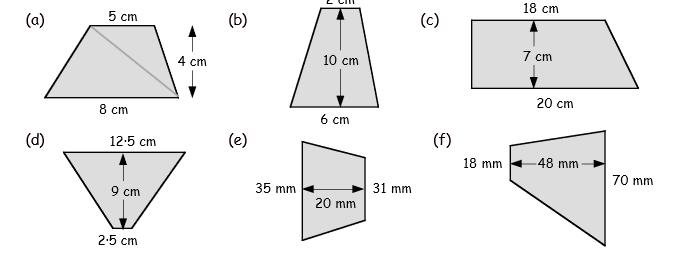 (a)
5 cm
4 cm
8 cm
(b)
2 cm
10 cm
6 cm
(c)
18 cm
7 cm
20 cm
(d)
12·5 cm
9 cm
2·5 cm
(e)
35 mm
20 mm
31 mm
(f)
18 mm
48 mm
70 mm